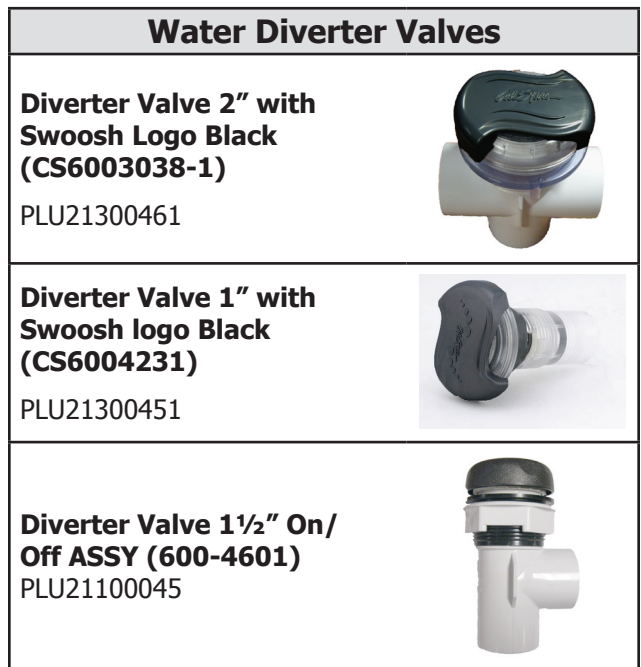 Water Diverter Valves
Diverter Valve 2” with
Swoosh Logo Black
(CS6003038-1)
PLU21300461
Diverter Valve 1” with
Swoosh logo Black
(CS6004231)
PLU21300451
Diverter Valve 1½” On/
Off ASSY (600-4601)
PLU21100045